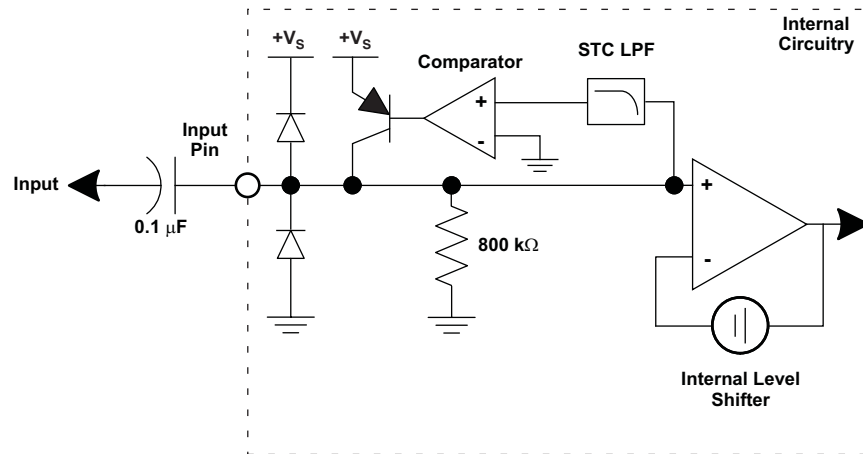 Internal
Circuitry
+VS
+VS
STC LPF
Comparator
+
-
Input
Pin
Input
0.1 μF
800 kΩ
+
-
Internal Level
Shifter